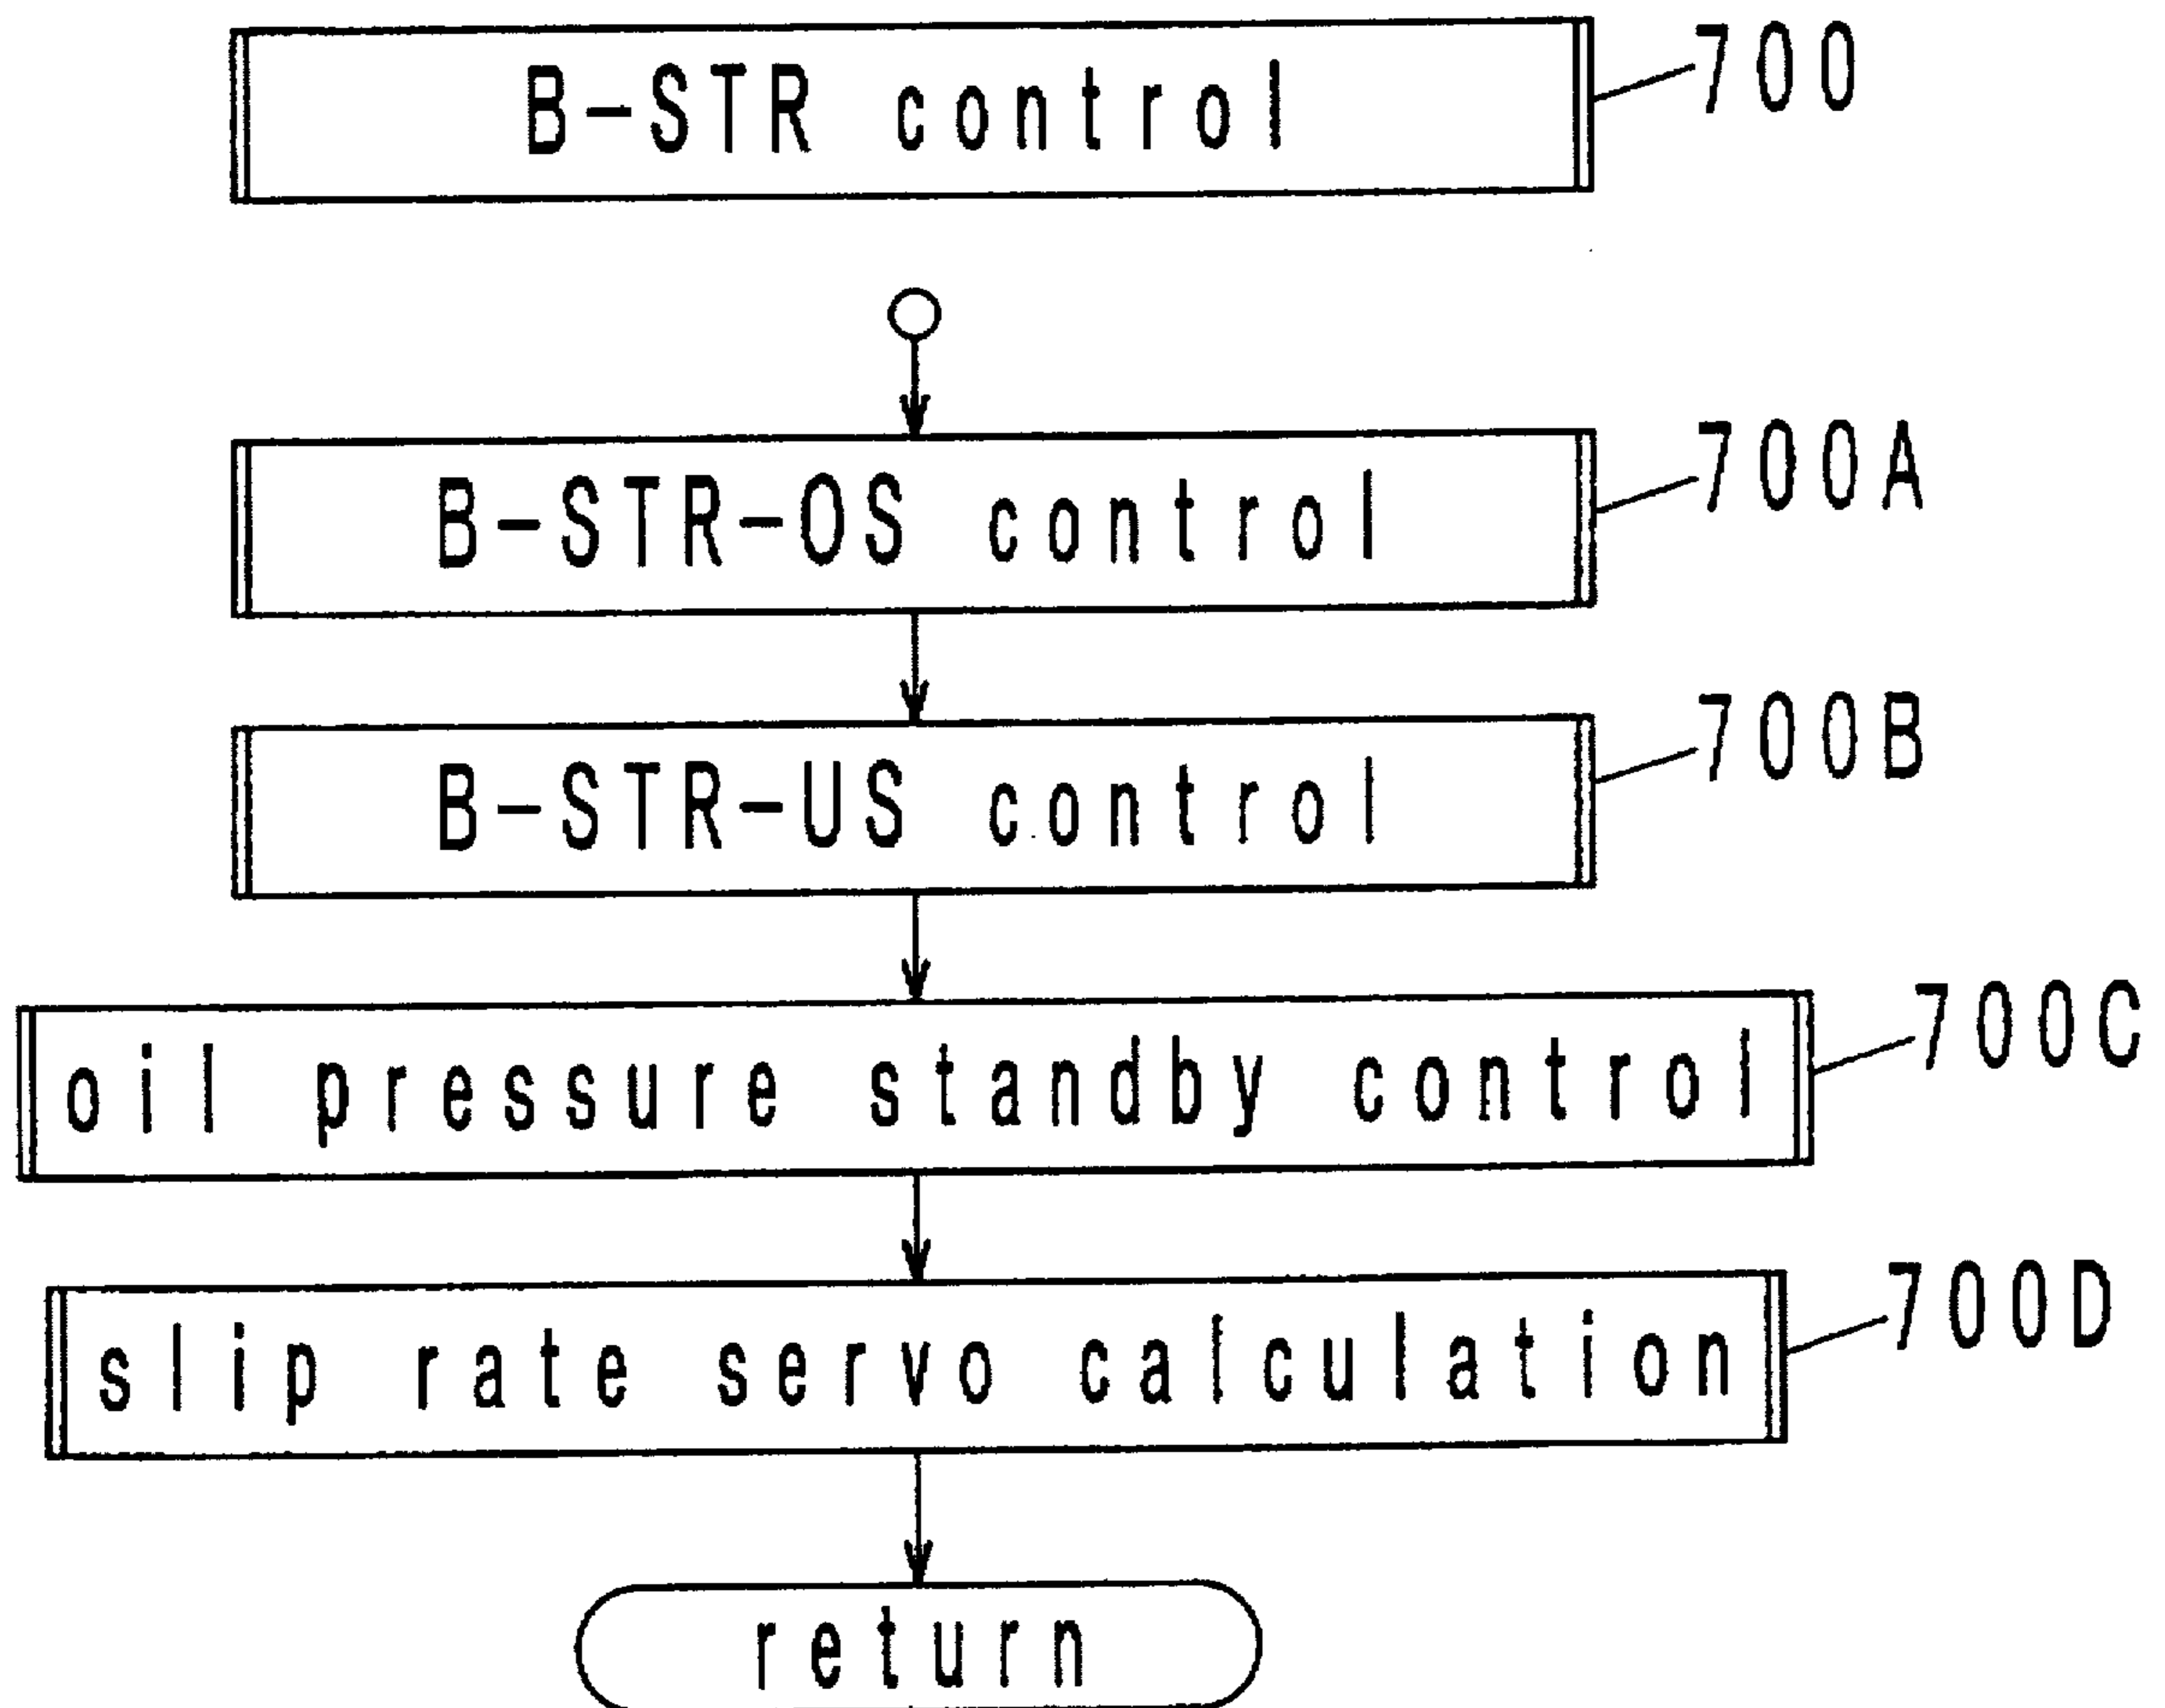 B-STR control 700
B-STR-OS control 700A
B-STR-US control 700B
oil pressure standby control 700C
slip rate servo calculation 700D
return